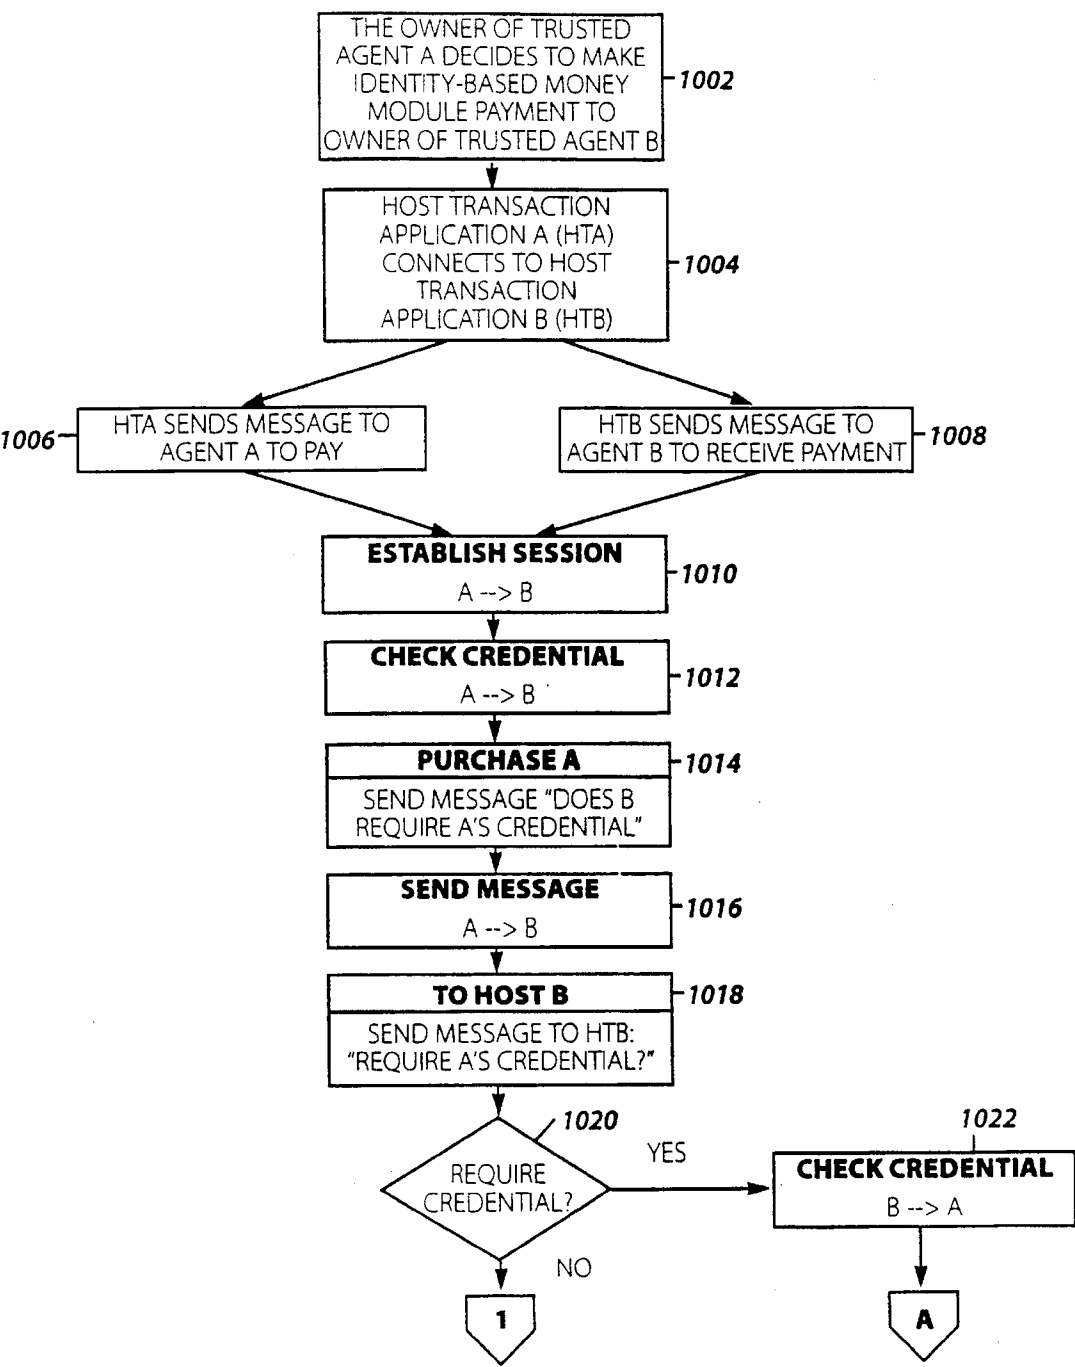 THE OWNER OF TRUSTED
AGENT A DECIDES TO MAKE
IDENTITY-BASED MONEY
MODULE PAYMENT TO
OWNER OF TRUSTED AGENT B
1002
HOST TRANSACTION
APPLICATION A (HTA)
CONNECTS TO HOST
TRANSACTION
APPLICATION B (HTB)
1004
1006
HTA SENDS MESSAGE TO
AGENT A TO PAY
HTB SENDS MESSAGE TO
AGENT B TO RECEIVE PAYMENT
1008
ESTABLISH SESSION
A --> B
1010
CHECK CREDENTIAL
A --> B
1012
PURCHASE A
1014
SEND MESSAGE "DOES B
REQUIRE A'S CREDENTIAL"
SEND MESSAGE
A --> B
1016
TO HOST B
1018
SEND MESSAGE TO HTB:
"REQUIRE A'S CREDENTIAL?"
1020
REQUIRE
CREDENTIAL?
YES
1022
CHECK CREDENTIAL
B --> A
NO
1
A